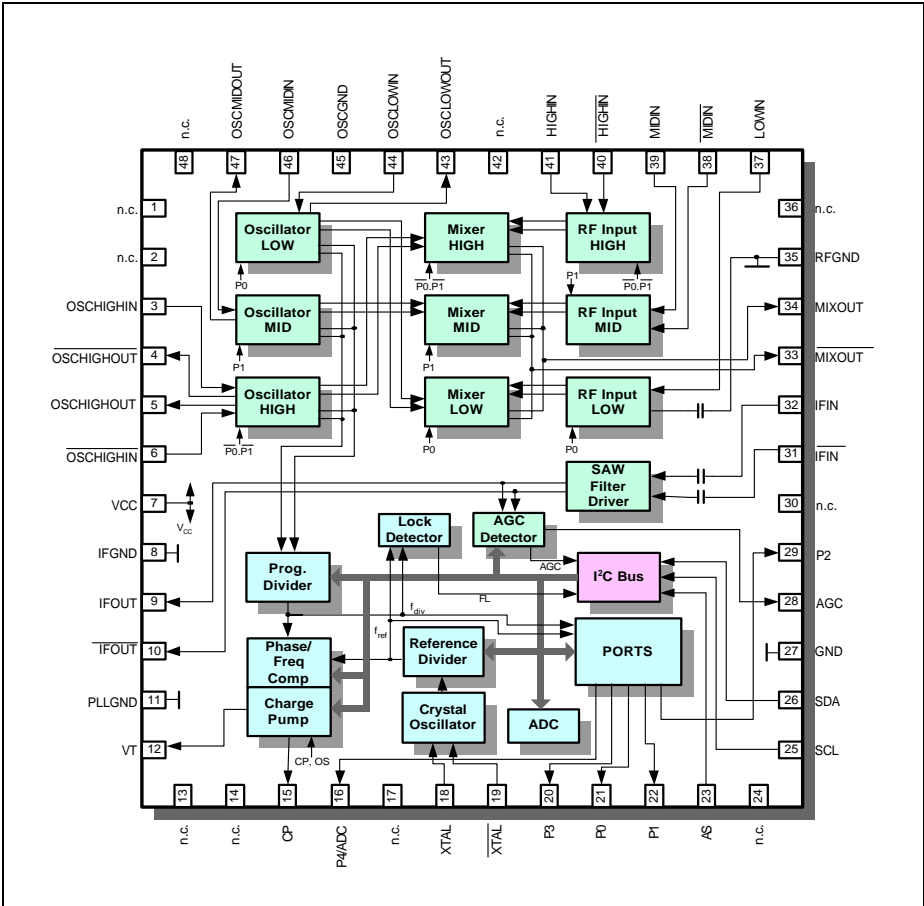 n.c.
OSCMIDOUT
OSCMIDIN
OSCGND
OSCLOWIN
OSCLOWOUT
n.c.
HIGHIN
HIGHIN
MIDIN
MIDIN
LOWIN
48
47
46
45
44
43
42
41
40
39
38
37
n.c.
1
n.c.
2
OSCHIGHIN
3
OSCHIGHOUT
4
OSCHIGHOUT
5
OSCHIGHIN
6
VCC
7
VCC
IFGND
8
IFOUT
9
IFOUT
10
PLLGND
11
VT
12
Oscillator
LOW
P0
Mixer
HIGH
P0.P1
RF Input
HIGH
P0.P1
P1
Oscillator
MID
P1
Mixer
MID
P1
RF Input
MID
Oscillator
HIGH
P0.P1
Mixer
LOW
P0
RF Input
LOW
P0
SAW
Filter
Driver
Lock
Detector
AGC
Detector
AGC
Prog.
Divider
FL
I²C Bus
fdiv
fref
Phase/
Freq
Comp
Reference
Divider
PORTS
Charge
Pump
Crystal
Oscillator
ADC
CP, OS
36
n.c.
35
RFGND
34
MIXOUT
33
MIXOUT
32
IFIN
31
IFIN
30
n.c.
29
P2
28
AGC
27
GND
26
SDA
25
SCL
13
14
15
16
17
18
19
20
21
22
23
24
n.c.
n.c.
CP
P4/ADC
n.c.
XTAL
XTAL
P3
P0
P1
AS
n.c.